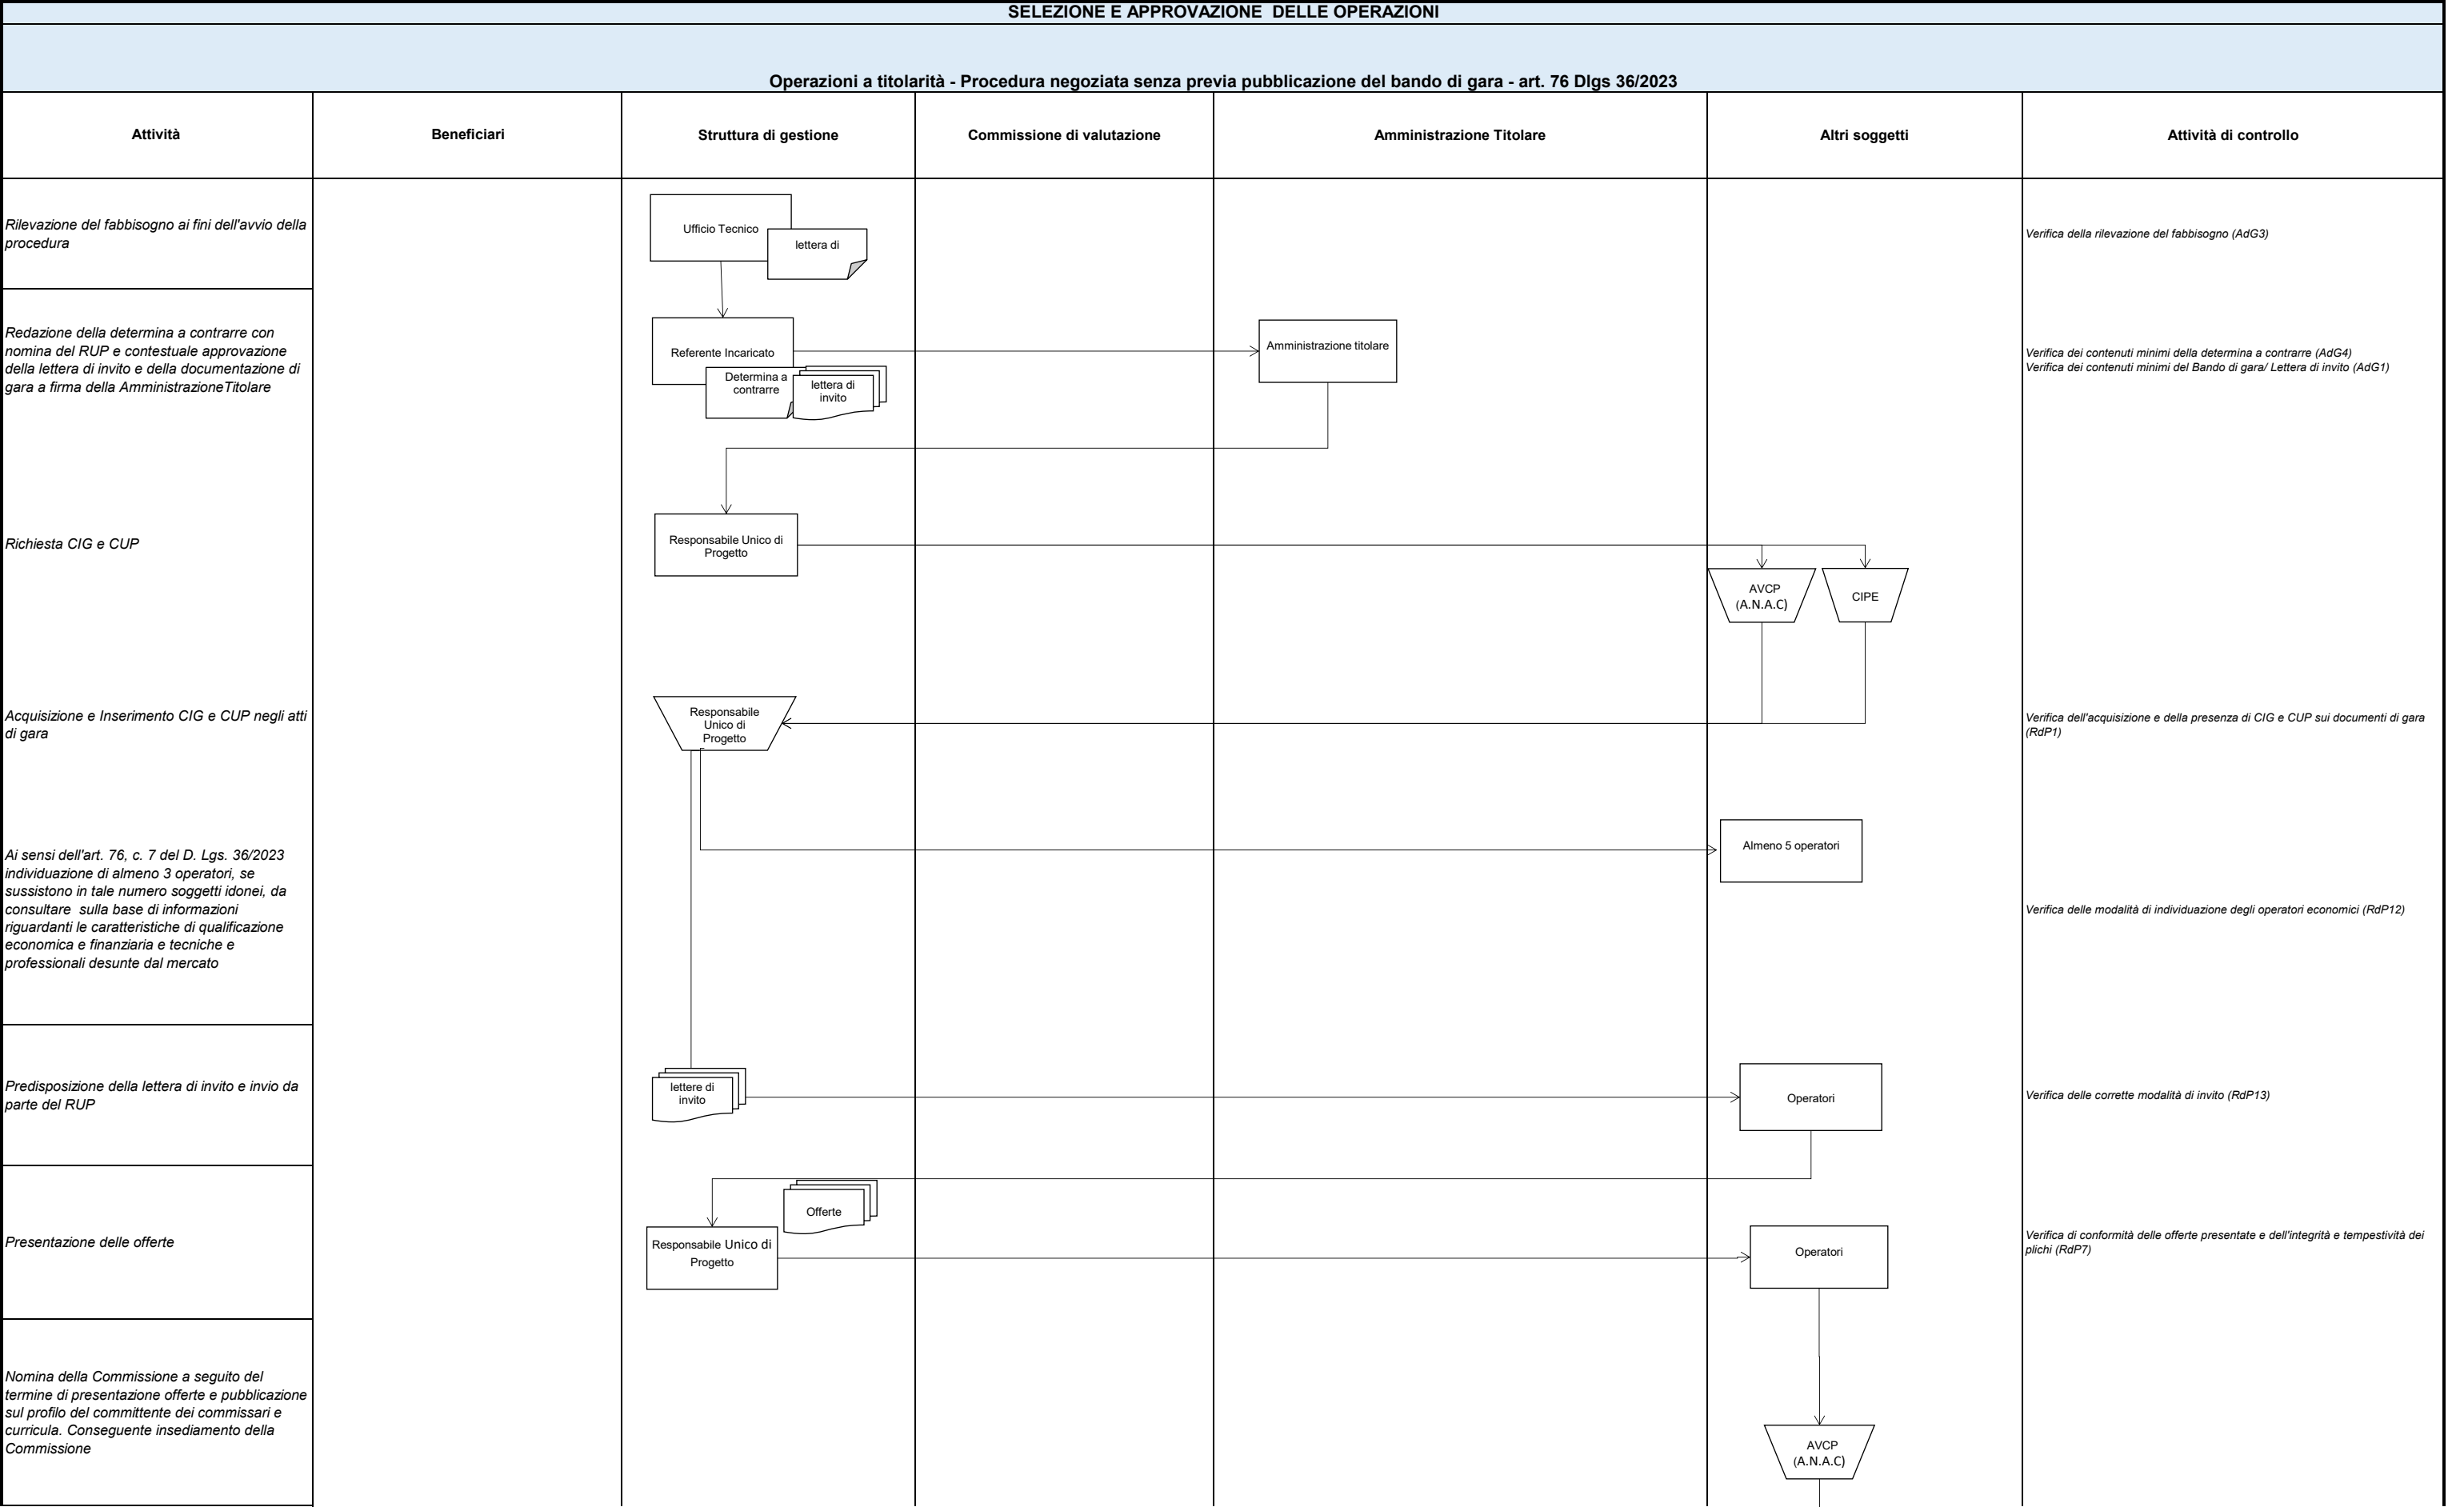 SELEZIONE E APPROVAZIONE  DELLE OPERAZIONI
Operazioni a titolarità - Procedura negoziata senza previa pubblicazione del bando di gara - art. 76 Dlgs 36/2023
Attività
Beneficiari
Struttura di gestione
Commissione di valutazione
Amministrazione Titolare
Altri soggetti
Attività di controllo
Rilevazione del fabbisogno ai fini dell'avvio della
procedura
Ufficio Tecnico
lettera di
Verifica della rilevazione del fabbisogno (AdG3)
Redazione della determina a contrarre con
nomina del RUP e contestuale approvazione
della lettera di invito e della documentazione di
gara a firma della AmministrazioneTitolare
Referente Incaricato
Determina a
contrarre
lettera di
invito
Amministrazione titolare
Verifica dei contenuti minimi della determina a contrarre (AdG4)
Verifica dei contenuti minimi del Bando di gara/ Lettera di invito (AdG1)
Richiesta CIG e CUP
Responsabile Unico di
Progetto
AVCP
(A.N.A.C)
CIPE
Acquisizione e Inserimento CIG e CUP negli atti
di gara
Responsabile
Unico di
Progetto
Verifica dell'acquisizione e della presenza di CIG e CUP sui documenti di gara
(RdP1)
Ai sensi dell'art. 76, c. 7 del D. Lgs. 36/2023
individuazione di almeno 3 operatori, se
sussistono in tale numero soggetti idonei, da
consultare  sulla base di informazioni
riguardanti le caratteristiche di qualificazione
economica e finanziaria e tecniche e
professionali desunte dal mercato
Almeno 5 operatori
Verifica delle modalità di individuazione degli operatori economici (RdP12)
Predisposizione della lettera di invito e invio da
parte del RUP
lettere di
invito
Operatori
Verifica delle corrette modalità di invito (RdP13)
Presentazione delle offerte
Offerte
Responsabile Unico di
Progetto
Operatori
Verifica di conformità delle offerte presentate e dell'integrità e tempestività dei
plichi (RdP7)
Nomina della Commissione a seguito del
termine di presentazione offerte e pubblicazione
sul profilo del committente dei commissari e
curricula. Conseguente insediamento della
Commissione
AVCP
(A.N.A.C)